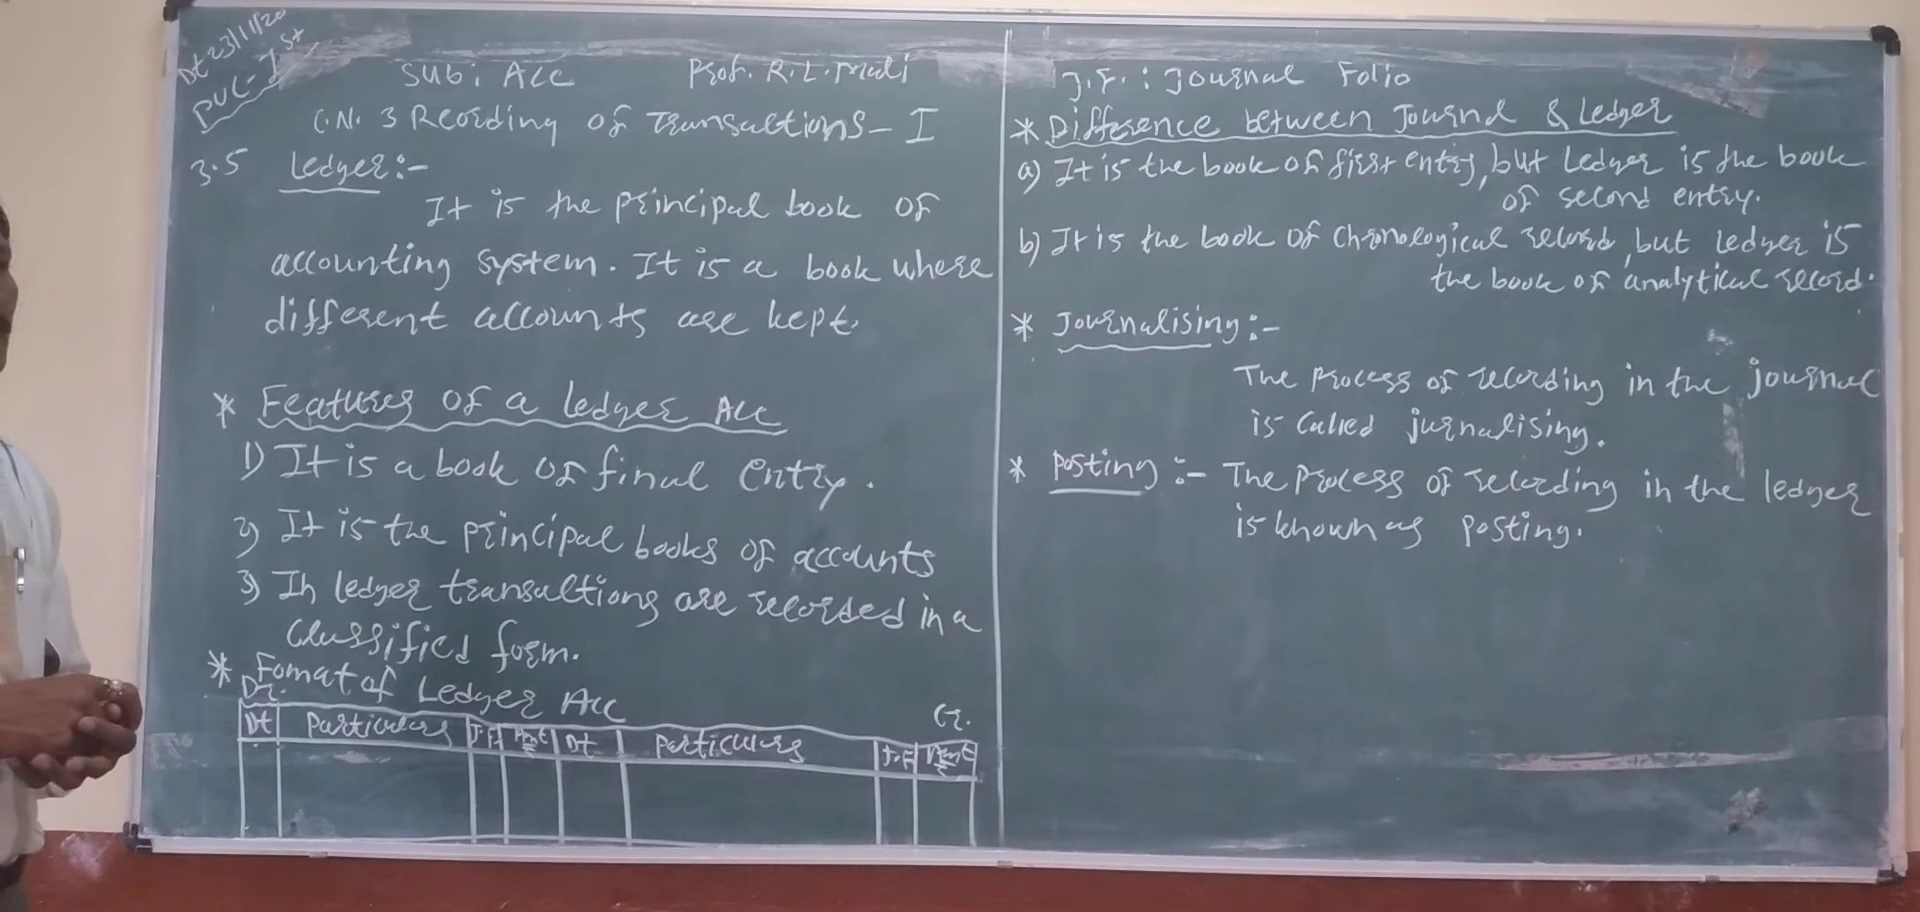 Dt 23/11/20
PUC-I st
Sub: Acc Prof. R.L. Mali
C.N. 3 Recording of Transactions - I
3.5 Ledger:-
It is the principal book of
accounting system. It is a book where
different accounts are kept.
* Features of a ledger Acc
1) It is a book of final entry.
2) It is the principal books of accounts
3) In ledger transactions are recorded in a
classified form.
* Fomat of Ledger Acc
Dr. Cr.
Dt Particulars J.F. Amt Dt Particulars J.F Amt
J.F. : Journal Folio
* Difference between Journal & Ledger
a) It is the book of first entry, but Ledger is the book
of second entry.
b) It is the book of chronological record, but ledger is
the book of analytical record.
* Journalising:-
The process of recording in the journal
is called jurnalising.
* Posting :- The process of recording in the ledger
is known as posting.